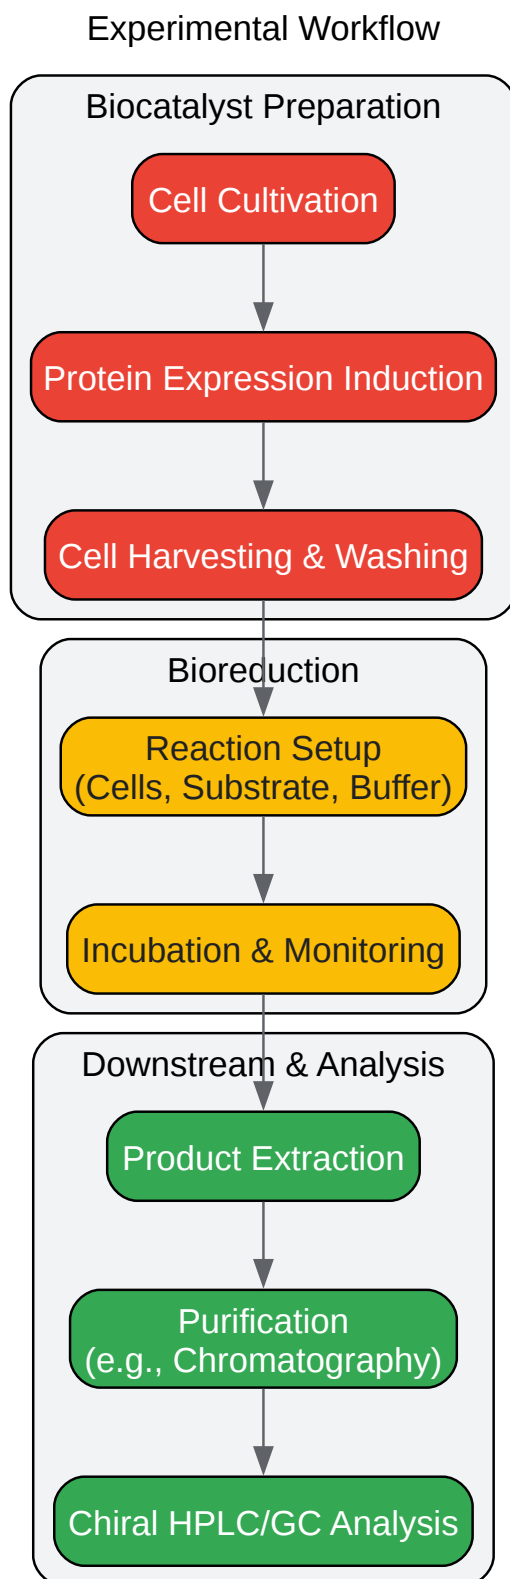 Experimental Workflow
Biocatalyst Preparation
Cell Cultivation
Protein Expression Induction
Cell Harvesting & Washing
Bioreduction
Reaction Setup
(Cells, Substrate, Buffer)
Incubation & Monitoring
Downstream & Analysis
Product Extraction
Purification
(e.g., Chromatography)
Chiral HPLC/GC Analysis